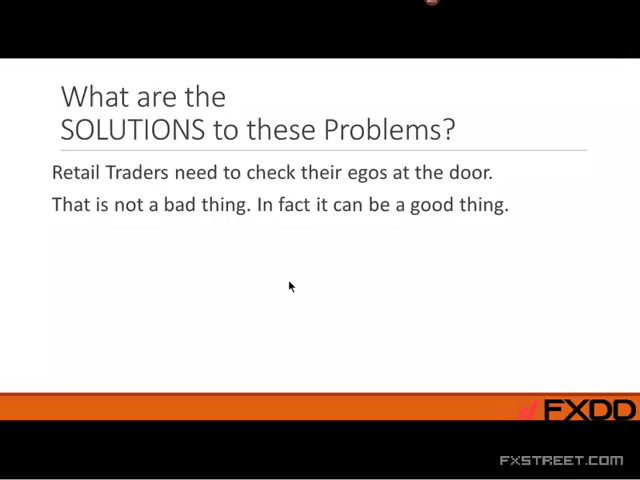 What are the
SOLUTIONS to these Problems?
Retail Traders need to check their egos at the door.
That is not a bad thing. In fact it can be a good thing.
FXDD
FXSTREET.COM